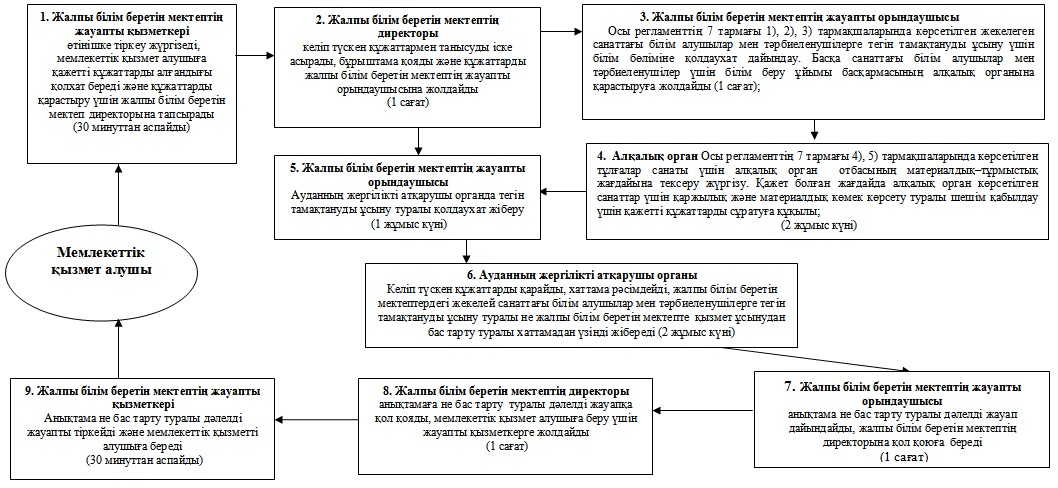 1. Жалпы білім беретін мектептің
жауапты қызметкері
өтінішке тіркеу жүргізеді,
мемлекеттік қызмет алушыға
қажетті құжаттарды алғандығы
қолхат береді және құжаттарды
қарастыру үшін жалпы білім беретін
мектеп директорына тапсырады
(30 минуттан аспайды)
2. Жалпы білім беретін мектептің
директоры
келіп түскен құжаттармен танысуды іске
асырады, бұрыштама қояды және құжаттарды
жалпы білім беретін мектептің жауапты
орындаушысына жолдайды
(1 сағат)
3. Жалпы білім беретін мектептің жауапты орындаушысы
Осы регламенттің 7 тармағы 1), 2), 3) тармақшаларында көрсетілген жекелеген
санаттағы білім алушылар мен тәрбиеленушілерге тегін тамақтануды ұсыну үшін
білім бөліміне қолдаухат дайындау. Басқа санаттағы білім алушылар мен
тәрбиеленушілер үшін білім беру ұйымы басқармасының алқалық органына
қарастыруға жолдайды (1 сағат);
4. Алқалық орган Осы регламенттің 7 тармағы 4), 5) тармақшаларында көрсетілген
тұлғалар санаты үшін алқалық орган отбасының материалдық–тұрмыстық
жағдайына тексеру жүргізу. Қажет болған жағдайда алқалық орган көрсетілген
санаттар үшін қаржылық және материалдық көмек көрсету туралы шешім қабылдау
үшін қажетті құжаттарды сұратуға құқылы;
(2 жұмыс күні)
5. Жалпы білім беретін мектептің жауапты
орындаушысы
Ауданның жергілікті атқарушы органда тегін
тамақтануды ұсыну туралы қолдаухат жіберу
(1 жұмыс күні)
Мемлекеттік
қызмет алушы
6. Ауданның жергілікті атқарушы органы
Келіп түскен құжаттарды қарайды, хаттама рәсімдейді, жалпы білім беретін
мектептердегі жекелей санаттағы білім алушылар мен тәрбиеленушілерге тегін
тамақтануды ұсыну туралы не жалпы білім беретін мектепте қызмет ұсынудан
бас тарту туралы хаттамадан үзінді жібереді (2 жұмыс күні)
7. Жалпы білім беретін мектептің жауапты
орындаушысы
анықтама не бас тарту туралы дәлелді жауап
дайындайды, жалпы білім беретін мектептің
директорына қол қоюға береді
(1 сағат)
8. Жалпы білім беретін мектептің директоры
анықтамаға не бас тарту туралы дәлелді жауапқа
қол қояды, мемлекеттік қызмет алушыға беру үшін
жауапты қызметкерге жолдайды
(1 сағат)
9. Жалпы білім беретін мектептің жауапты
қызметкері
Анықтама не бас тарту туралы дәлелді
жауапты тіркейді және мемлекеттік қызметті
алушыға береді
(30 минуттан аспайды)